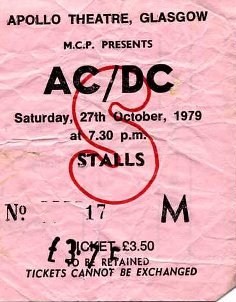 APOLLO THEATRE, GLASGOW
M.C.P. PRESENTS
AC/DC
Saturday, 27th October, 1979
at 7.30 p.m.
S
STALLS
No 17 M
TICKET £3.50
TO BE RETAINED
TICKETS CANNOT BE EXCHANGED